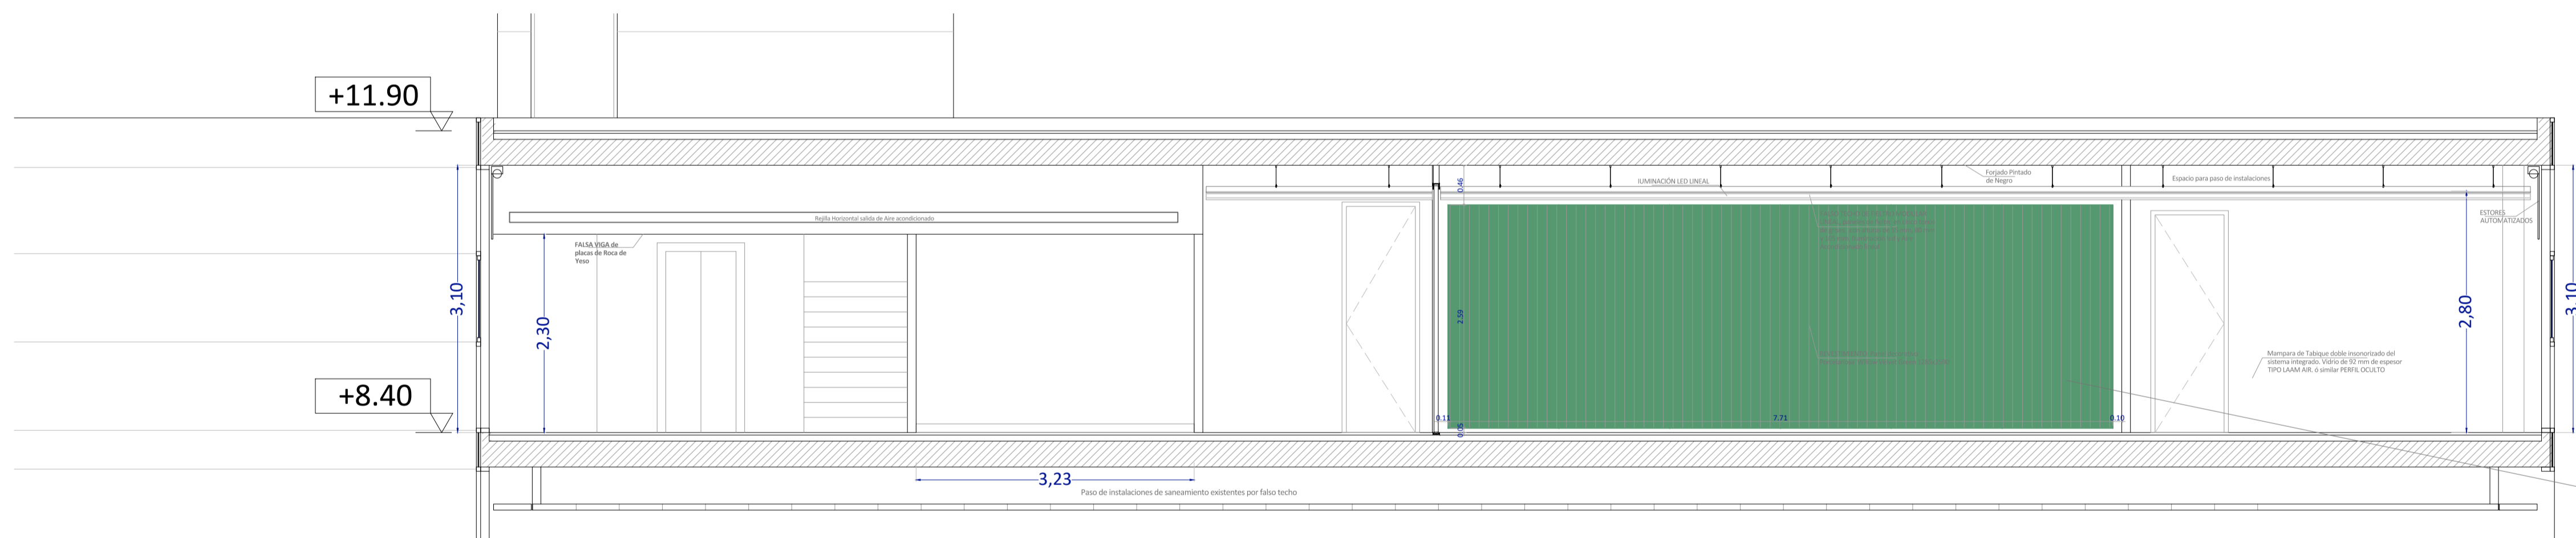 +11.90
Forjado Pintado
de Negro
ILUMINACIÓN LED LINEAL
Espacio para paso de instalaciones
0.46
Rejilla Horizontal salida de Aire acondicionado
ESTORES
AUTOMATIZADOS
FALSA VIGA de
placas de Roca de
Yeso
3,10
2,30
2.59
2,80
3,10
Mampara de Tabique doble insonorizado del
sistema integrado. Vidrio de 92 mm de espesor
TIPO LAAM AIR. ó similar PERFIL OCULTO
+8.40
0.11
7.71
0.10
0.05
3,23
Paso de instalaciones de saneamiento existentes por falso techo